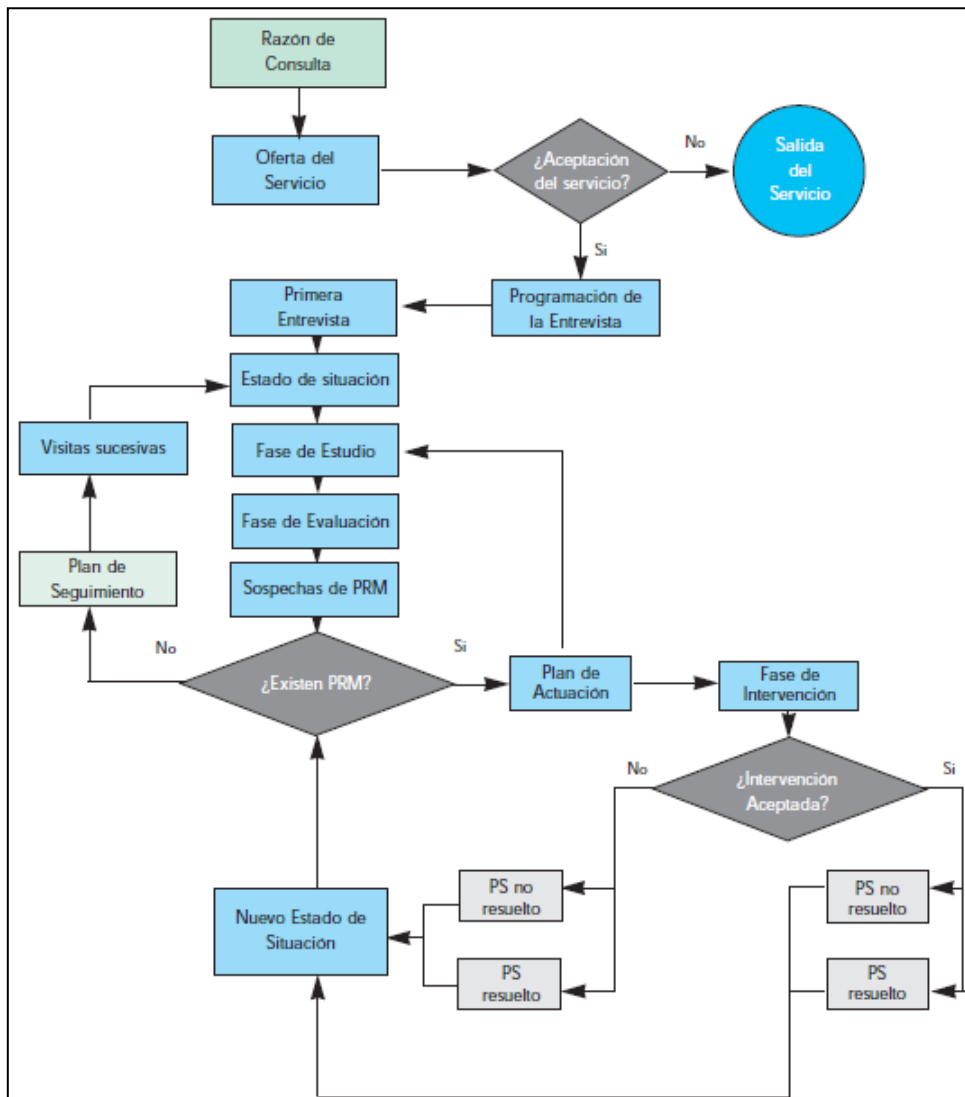 Razón de
Consulta
Oferta del
Servicio
¿Aceptación
del servicio?
No
Salida
del
Servicio
Si
Programación de
la Entrevista
Primera
Entrevista
Estado de situación
Visitas sucesivas
Fase de Estudio
Fase de Evaluación
Plan de
Seguimiento
Sospechas de PRM
No
¿Existen PRM?
Si
Plan de
Actuación
Fase de
Intervención
No
¿Intervención
Aceptada?
Si
PS no
resuelto
PS no
resuelto
Nuevo Estado de
Situación
PS
resuelto
PS
resuelto